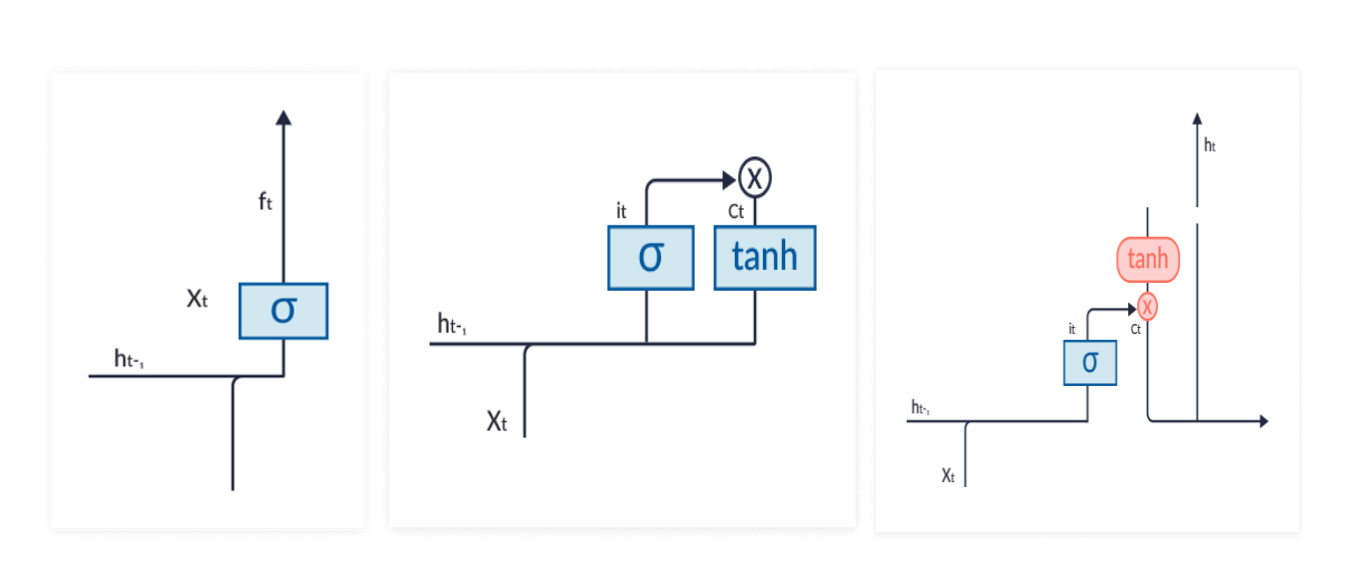 ft
Xt
σ
ht-₁
it
X
Ct
σ
tanh
ht-₁
Xt
ht
tanh
X
it
Ct
σ
ht-₁
Xt